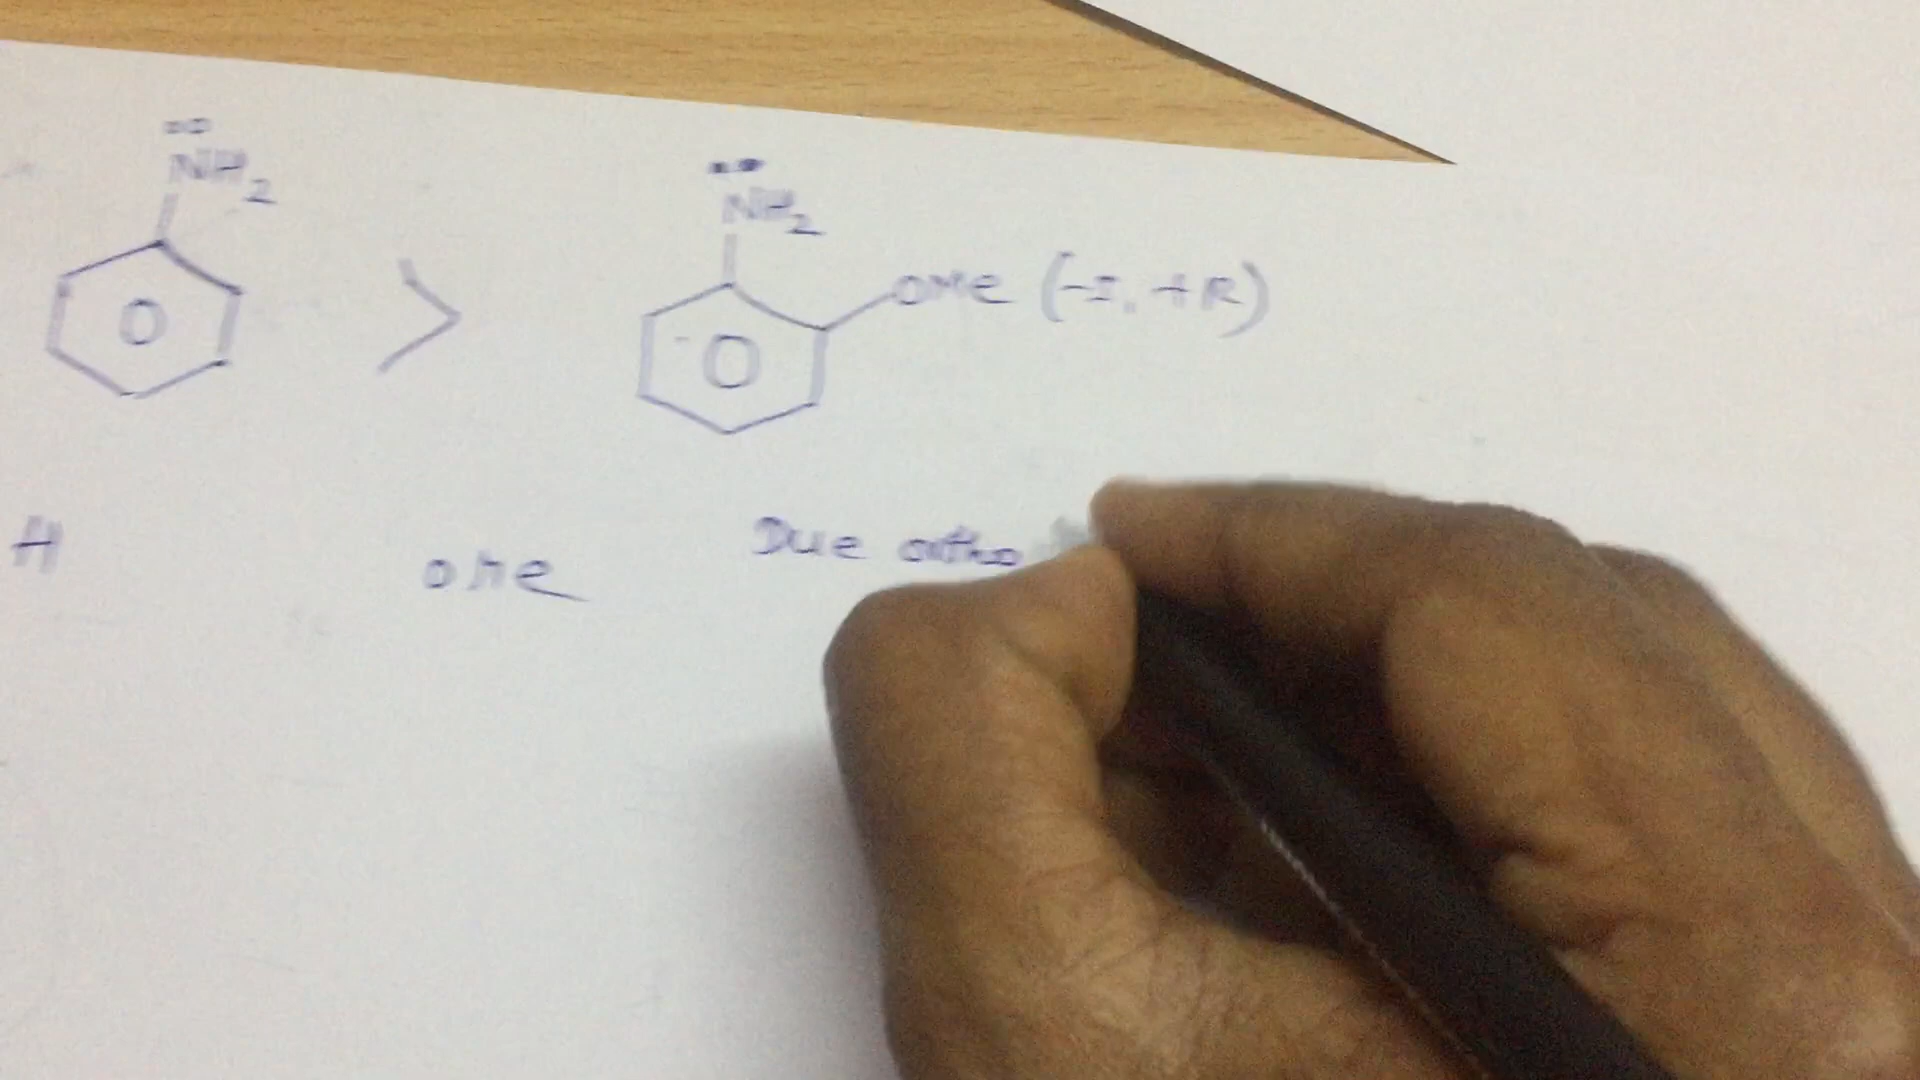 NH2
NH2
> OMe (-I, +R)
O
O
H
OMe
Due ortho